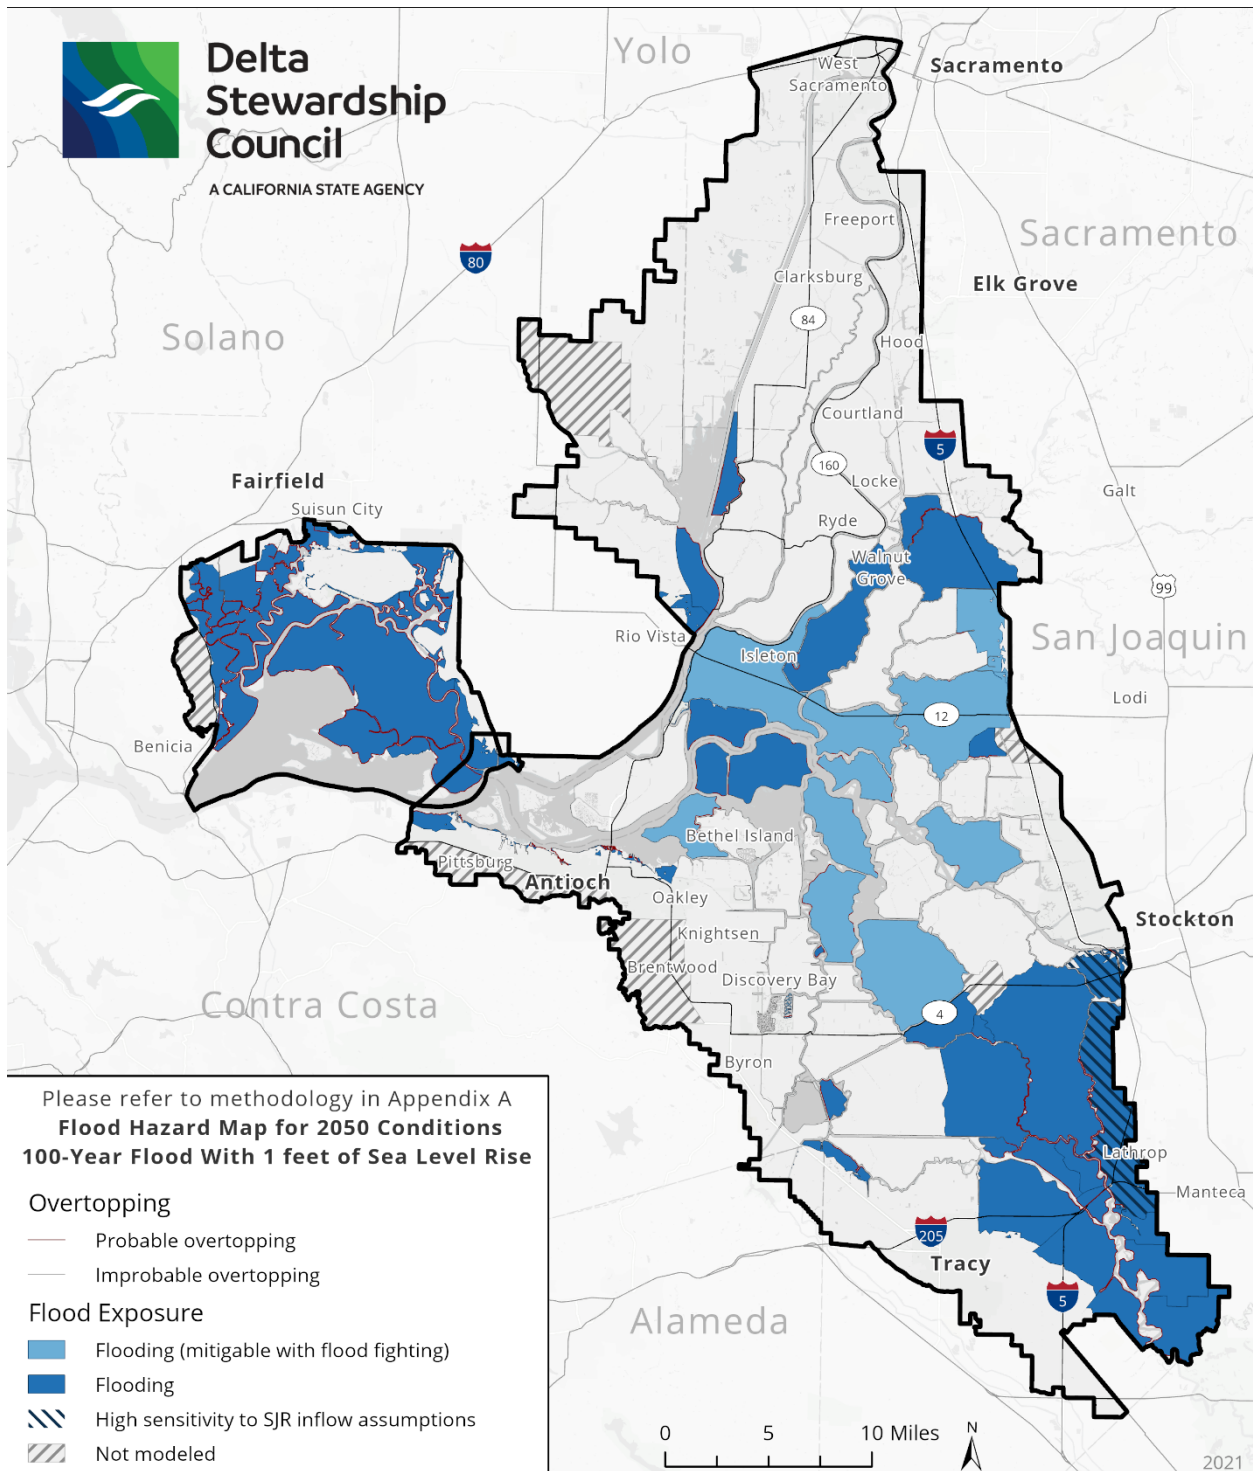 Delta
Stewardship
Council
A CALIFORNIA STATE AGENCY
Yolo
West
Sacramento
Sacramento
Freeport
Sacramento
80
Clarksburg
Elk Grove
84
Solano
Hood
Courtland
5
160
Locke
Fairfield
Galt
Suisun City
Ryde
Walnut
Grove
99
Rio Vista
San Joaquin
Isleton
Lodi
12
Benicia
Bethel Island
Pittsburg
Antioch
Oakley
Stockton
Knightsen
Brentwood
Discovery Bay
Contra Costa
4
Byron
Lathrop
Manteca
205
Tracy
5
Alameda
Please refer to methodology in Appendix A
Flood Hazard Map for 2050 Conditions
100-Year Flood With 1 feet of Sea Level Rise
Overtopping
Probable overtopping
Improbable overtopping
Flood Exposure
Flooding (mitigable with flood fighting)
Flooding
High sensitivity to SJR inflow assumptions
Not modeled
0 5 10 Miles
N
2021